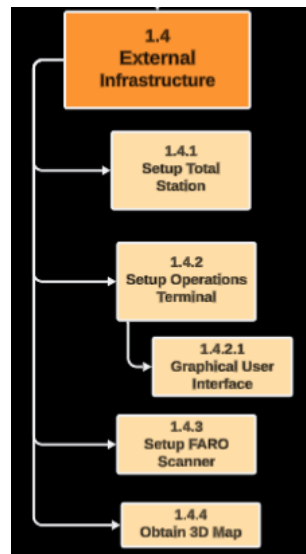 1.4
External
Infrastructure
1.4.1
Setup Total
Station
1.4.2
Setup Operations
Terminal
1.4.2.1
Graphical User
Interface
1.4.3
Setup FARO
Scanner
1.4.4
Obtain 3D Map